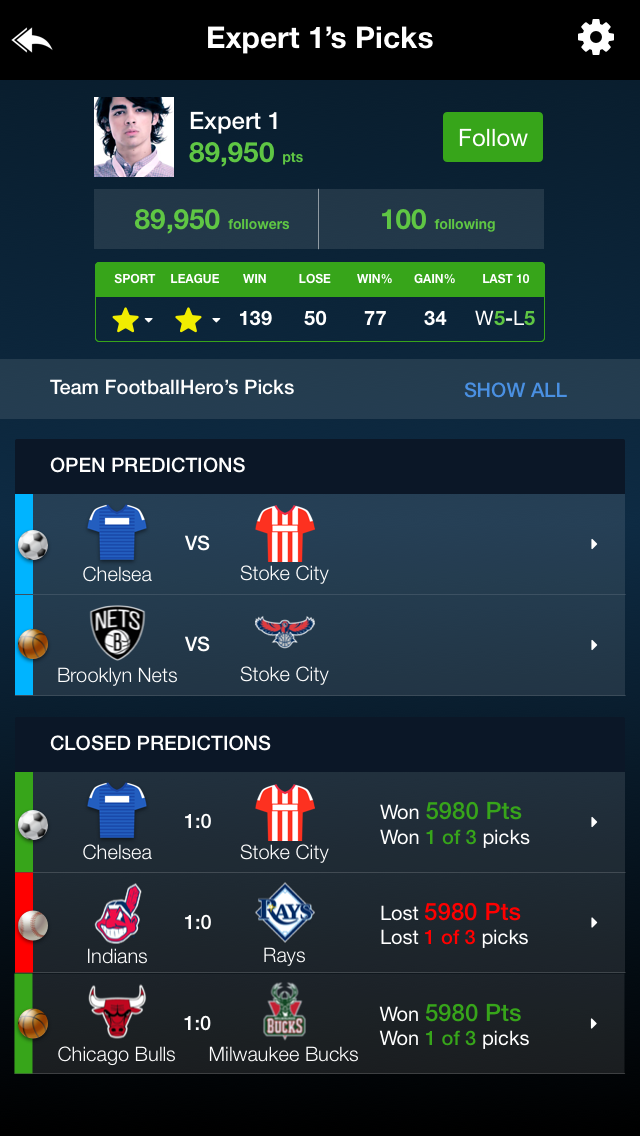 Expert 1's Picks
Expert 1
89,950 pts
Follow
89,950 followers
100 following
SPORT LEAGUE WIN LOSE WIN% GAIN% LAST 10
139 50 77 34 W5-L5
Team FootballHero's Picks
SHOW ALL
OPEN PREDICTIONS
VS
Chelsea
Stoke City
NETS
B
VS
Brooklyn Nets
Stoke City
CLOSED PREDICTIONS
1:0
Chelsea
Stoke City
Won 5980 Pts
Won 1 of 3 picks
1:0
RAYS
Indians
Rays
Lost 5980 Pts
Lost 1 of 3 picks
1:0
BUCKS
Chicago Bulls
Milwaukee Bucks
Won 5980 Pts
Won 1 of 3 picks